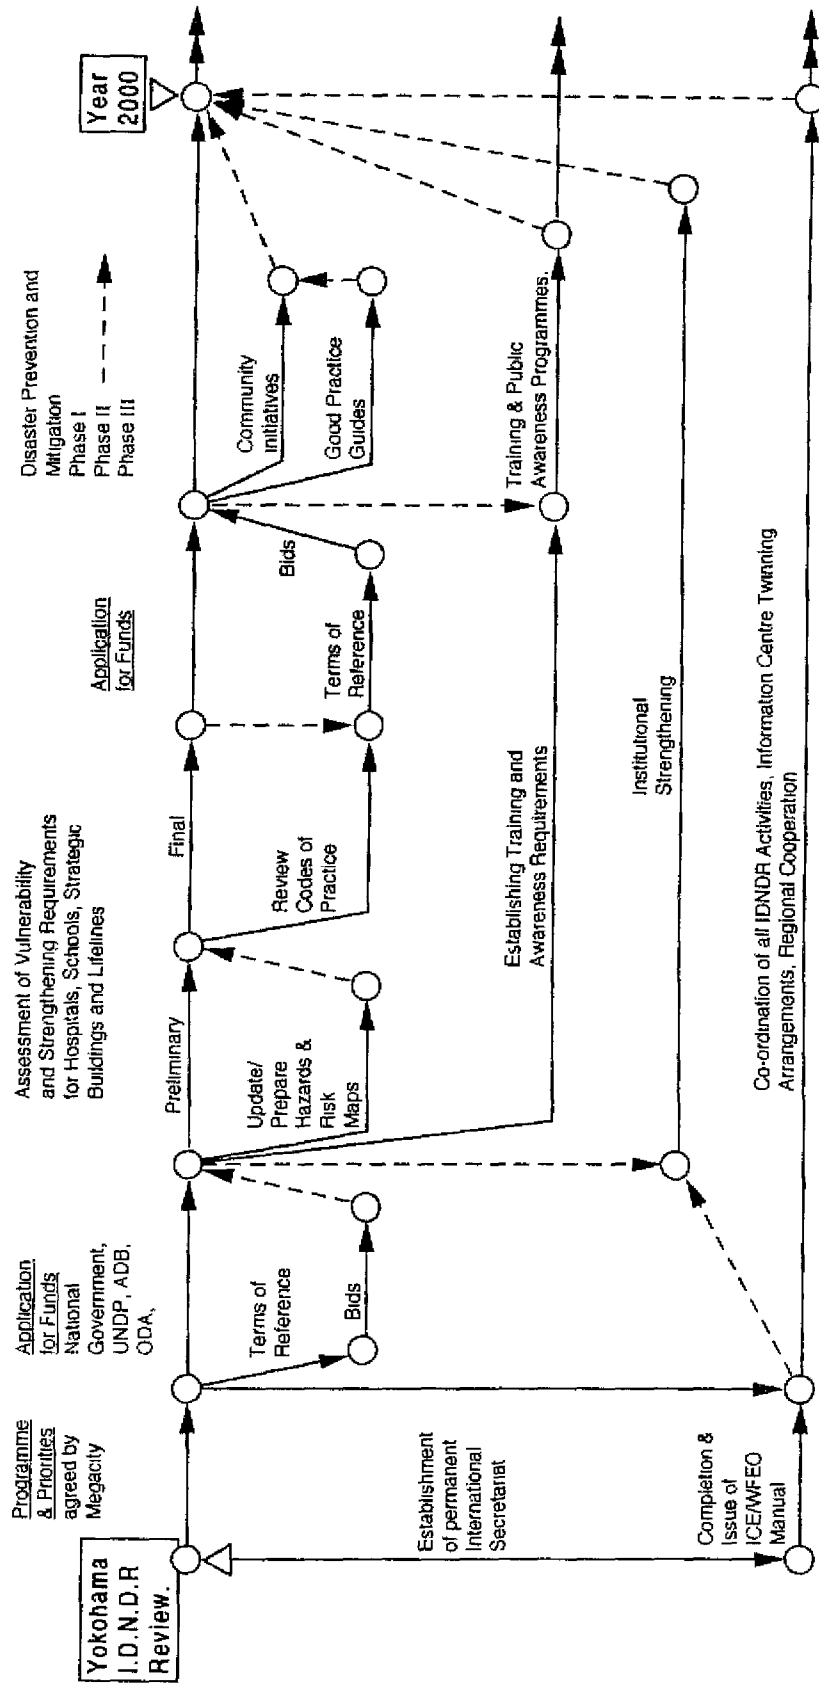 Yokohama
I.D.N.D.R
Review.
Programme
& Priorities
agreed by
Megacity
Application
for Funds
National
Government,
UNDP, ADB,
ODA,
Assessment of Vulnerability
and Strengthening Requirements
for Hospitals, Schools, Strategic
Buildings and Lifelines
Application
for Funds
Disaster Prevention and
Mitigation
Phase I
Phase II
Phase III
Year
2000
Preliminary
Final
Terms of
Reference
Bids
Update/
Prepare
Hazards &
Risk
Maps
Review
Codes of
Practice
Terms of
Reference
Bids
Community
Initiatives
Good Practice
Guides
Establishment
of permanent
International
Secretariat
Establishing Training and
Awareness Requirements
Training & Public
Awareness Programmes.
Institutional
Strengthening
Completion &
Issue of
ICE/WFEO
Manual
Co-ordination of all IDNDR Activities, Information Centre Twinning
Arrangements, Regional Cooperation